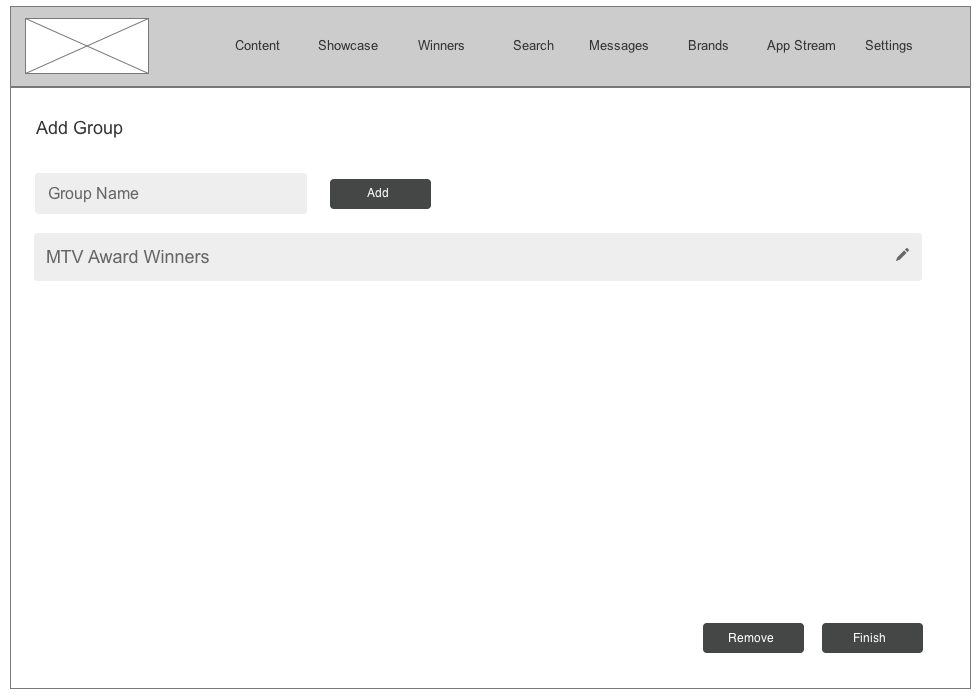 Content Showcase Winners Search Messages Brands App Stream Settings
Add Group
Group Name Add
MTV Award Winners
Remove Finish